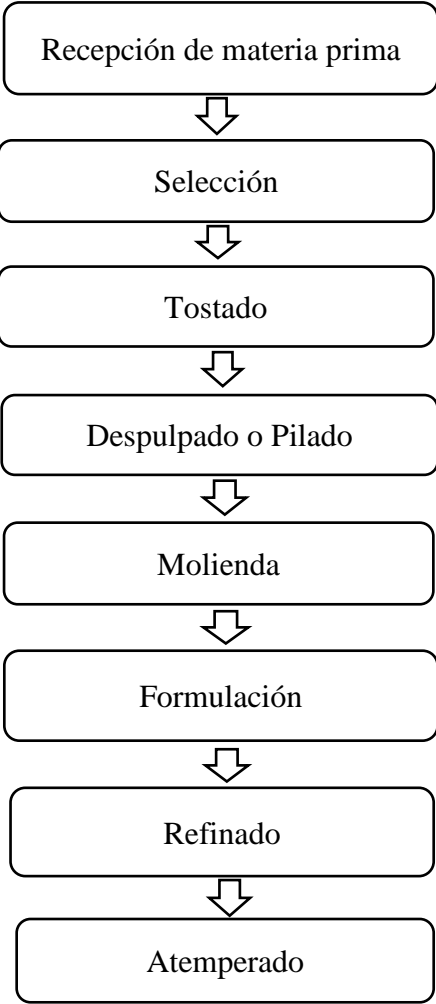 Recepción de materia prima
Selección
Tostado
Despulpado o Pilado
Molienda
Formulación
Refinado
Atemperado